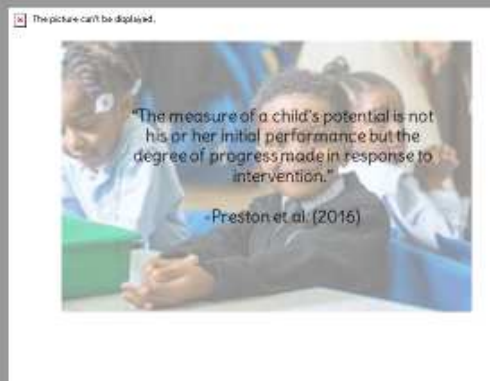 The picture can't be displayed.
"The measure of a child's potential is not
his or her initial performance but the
degree of progress made in response to
intervention."
-Preston et al. (2016)